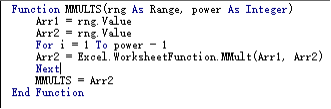 Function MMULTS(rng As Range, power As Integer)
Arr1 = rng.Value
Arr2 = rng.Value
For i = 1 To power - 1
Arr2 = Excel.WorksheetFunction.MMult(Arr1, Arr2)
Next
MMULTS = Arr2
End Function